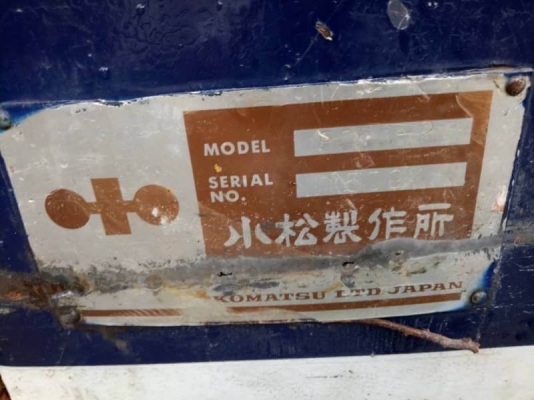 MODEL
SERIAL
NO.
小松製作所
KOMATSU LTD JAPAN